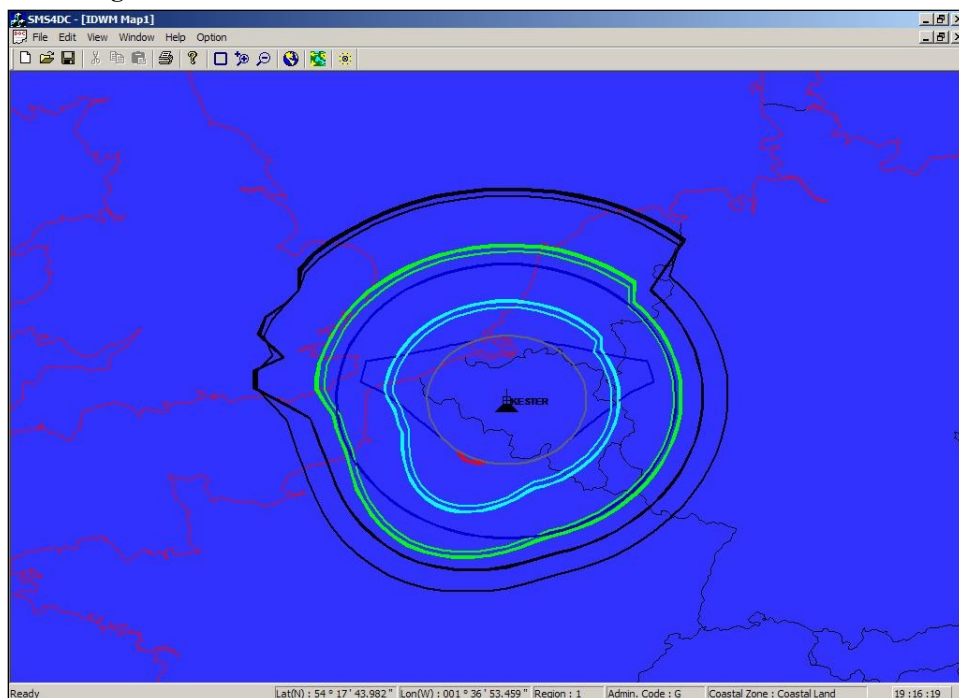 SMS4DC - [IDWM Map1]
File Edit View Window Help Option
KESTER
Ready Lat(N) : 54 ° 17 ' 43.982 " Lon(W) : 001 ° 36 ' 53.459 " Region : 1 Admin. Code : G Coastal Zone : Coastal Land 19:16:19